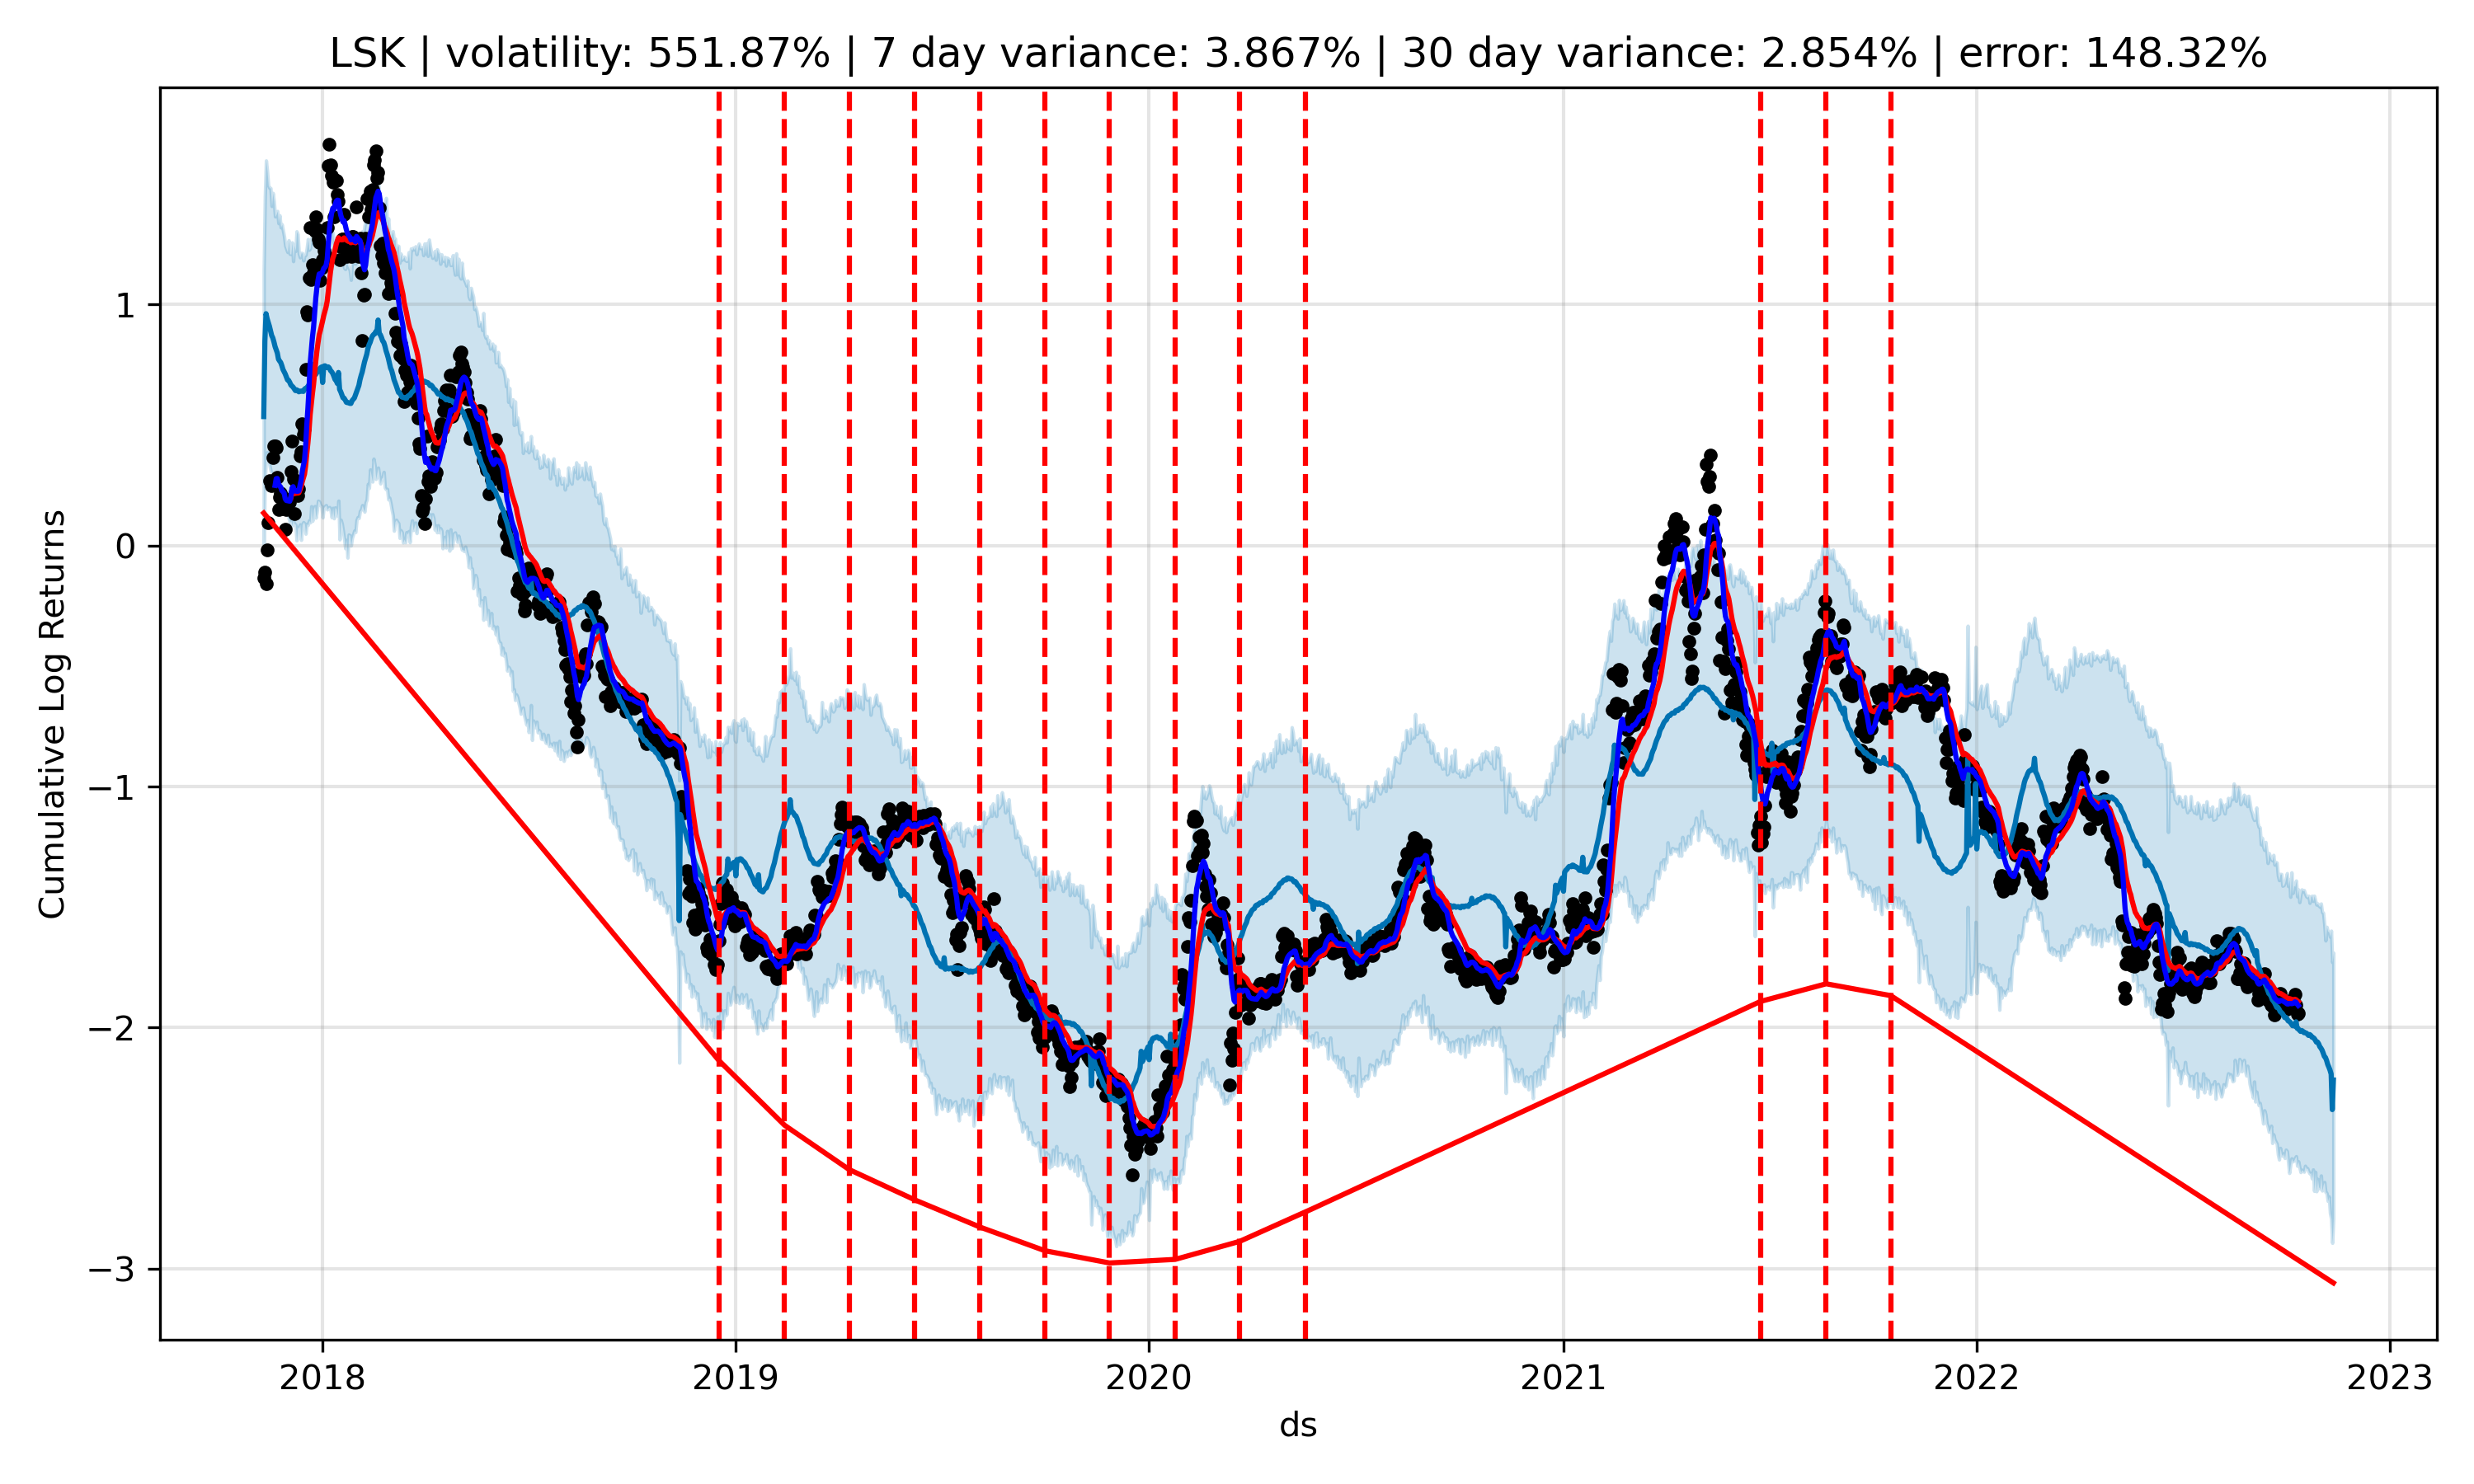 LSK | volatility: 551.87% | 7 day variance: 3.867% | 30 day variance: 2.854% | error: 148.32%
Cumulative Log Returns
1
0
−1
−2
−3
2018 2019 2020 2021 2022 2023
ds